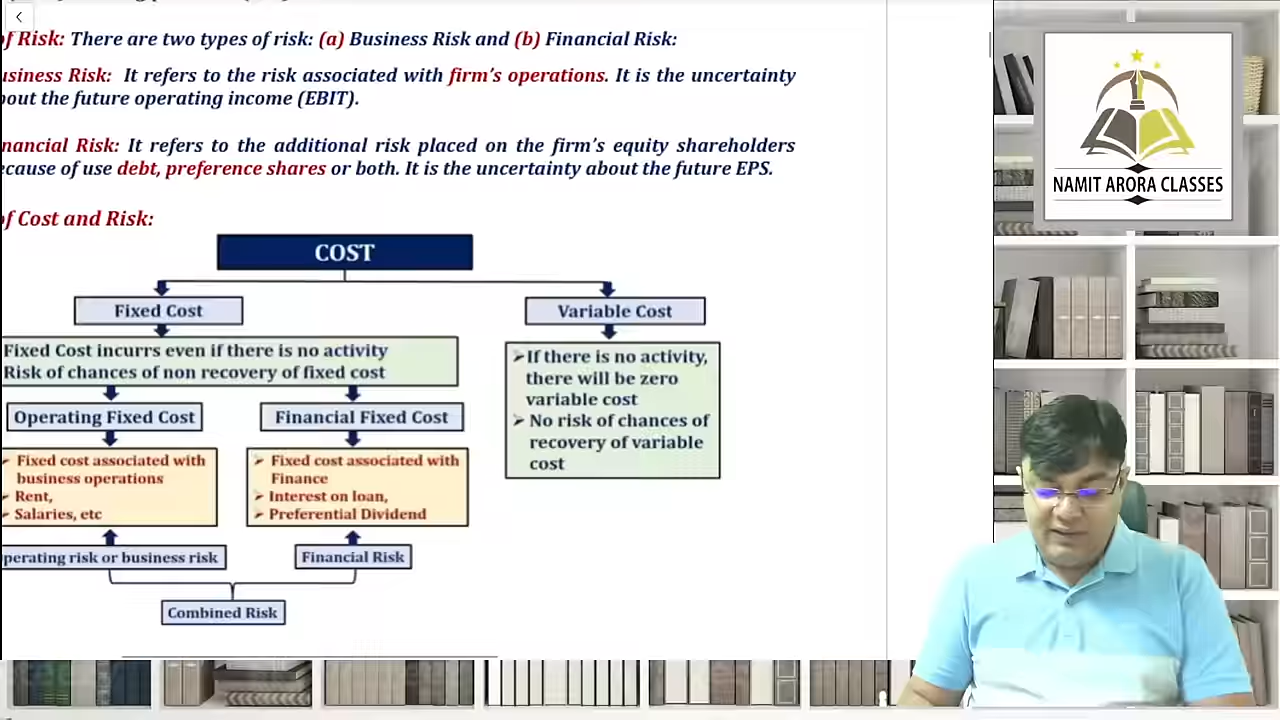 of Risk: There are two types of risk: (a) Business Risk and (b) Financial Risk:
usiness Risk: It refers to the risk associated with firm's operations. It is the uncertainty
bout the future operating income (EBIT).
nancial Risk: It refers to the additional risk placed on the firm's equity shareholders
ecause of use debt, preference shares or both. It is the uncertainty about the future EPS.
of Cost and Risk:
COST
Fixed Cost
Variable Cost
Fixed Cost incurrs even if there is no activity
Risk of chances of non recovery of fixed cost
➢If there is no activity,
there will be zero
variable cost
➢ No risk of chances of
recovery of variable
cost
Operating Fixed Cost
Financial Fixed Cost
➢ Fixed cost associated with
business operations
➢ Rent,
➢ Salaries, etc
➢ Fixed cost associated with
Finance
➢ Interest on loan,
➢ Preferential Dividend
perating risk or business risk
Financial Risk
Combined Risk
NAMIT ARORA CLASSES